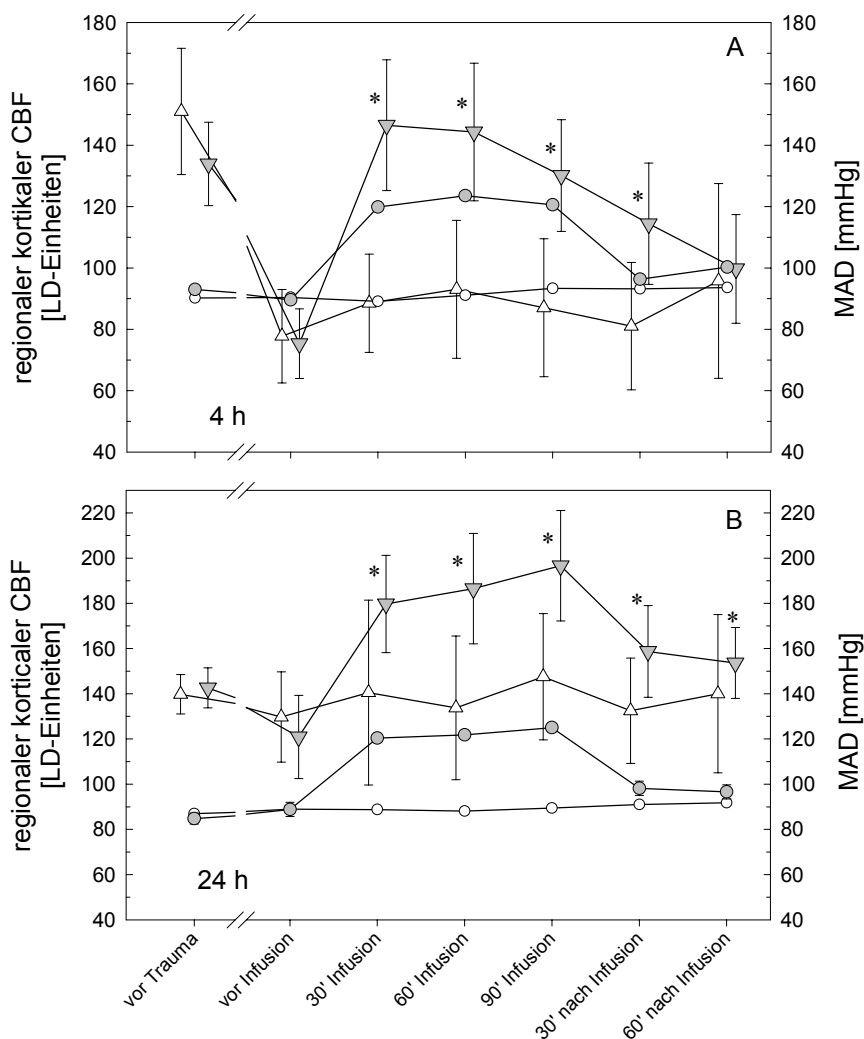 180
160
140
120
100
80
60
40
regionaler kortikaler CBF
[LD-Einheiten]
A
*
*
*
*
4 h
180
160
140
120
100
80
60
40
MAD [mmHg]
220
200
180
160
140
120
100
80
60
40
regionaler korticaler CBF
[LD-Einheiten]
B
*
*
*
*
*
24 h
220
200
180
160
140
120
100
80
60
40
MAD [mmHg]
vor Trauma
vor Infusion
30' Infusion
60' Infusion
90' Infusion
30' nach Infusion
60' nach Infusion